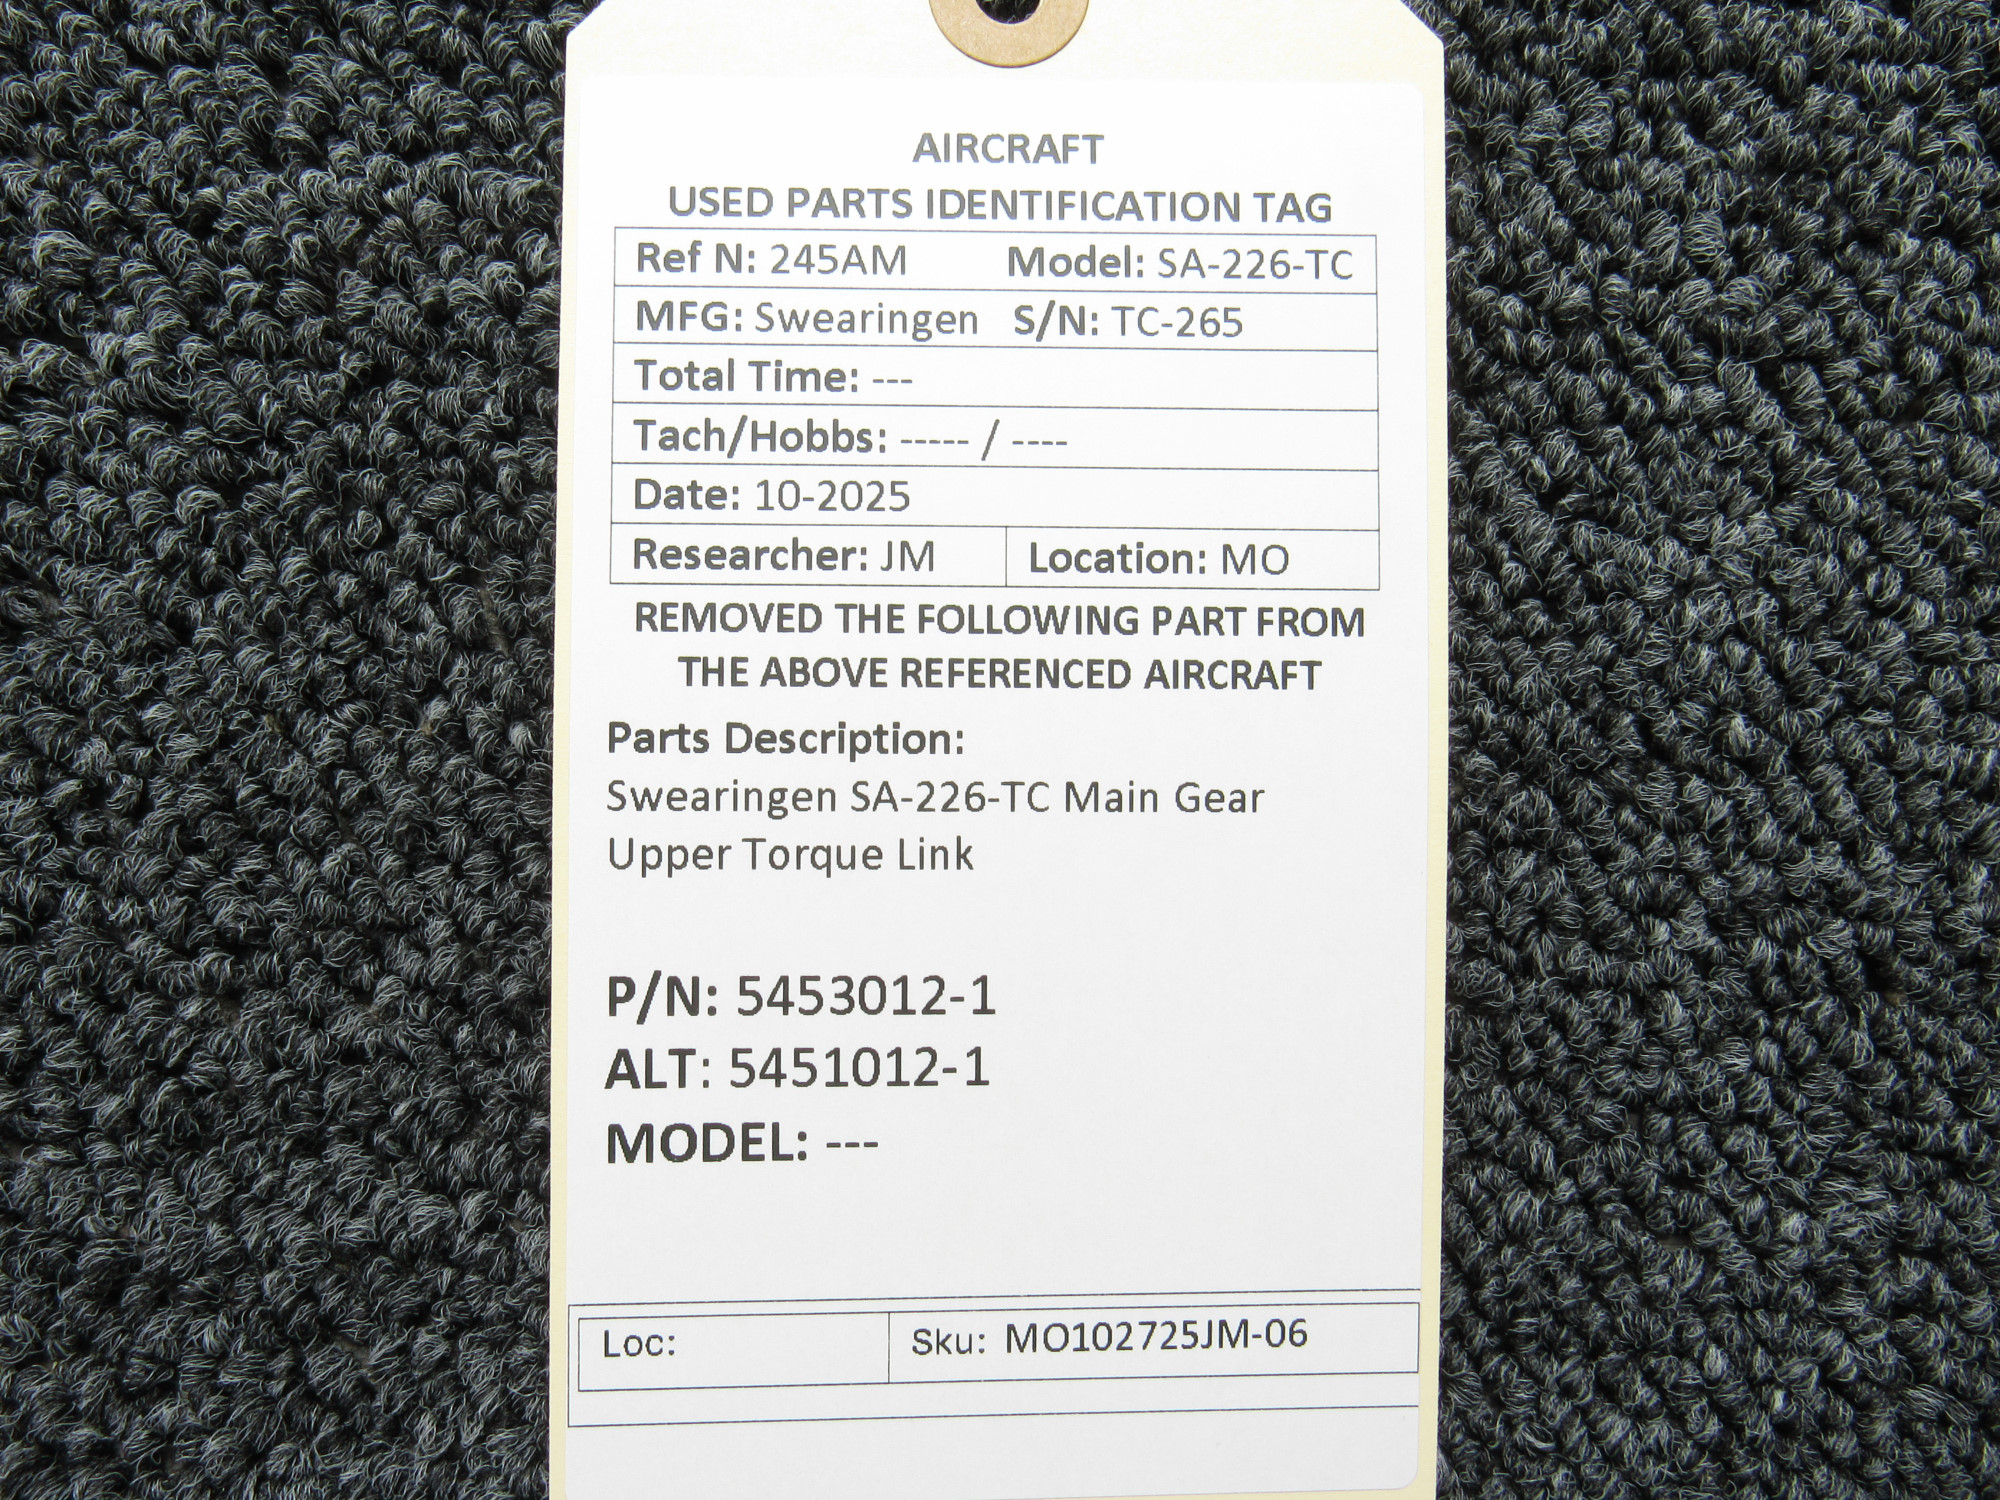 AIRCRAFT
USED PARTS IDENTIFICATION TAG
Ref N: 245AM Model: SA-226-TC
MFG: Swearingen S/N: TC-265
Total Time: ---
Tach/Hobbs: ----- / ----
Date: 10-2025
Researcher: JM Location: MO
REMOVED THE FOLLOWING PART FROM
THE ABOVE REFERENCED AIRCRAFT
Parts Description:
Swearingen SA-226-TC Main Gear
Upper Torque Link
P/N: 5453012-1
ALT: 5451012-1
MODEL: ---
Loc: Sku: MO102725JM-06